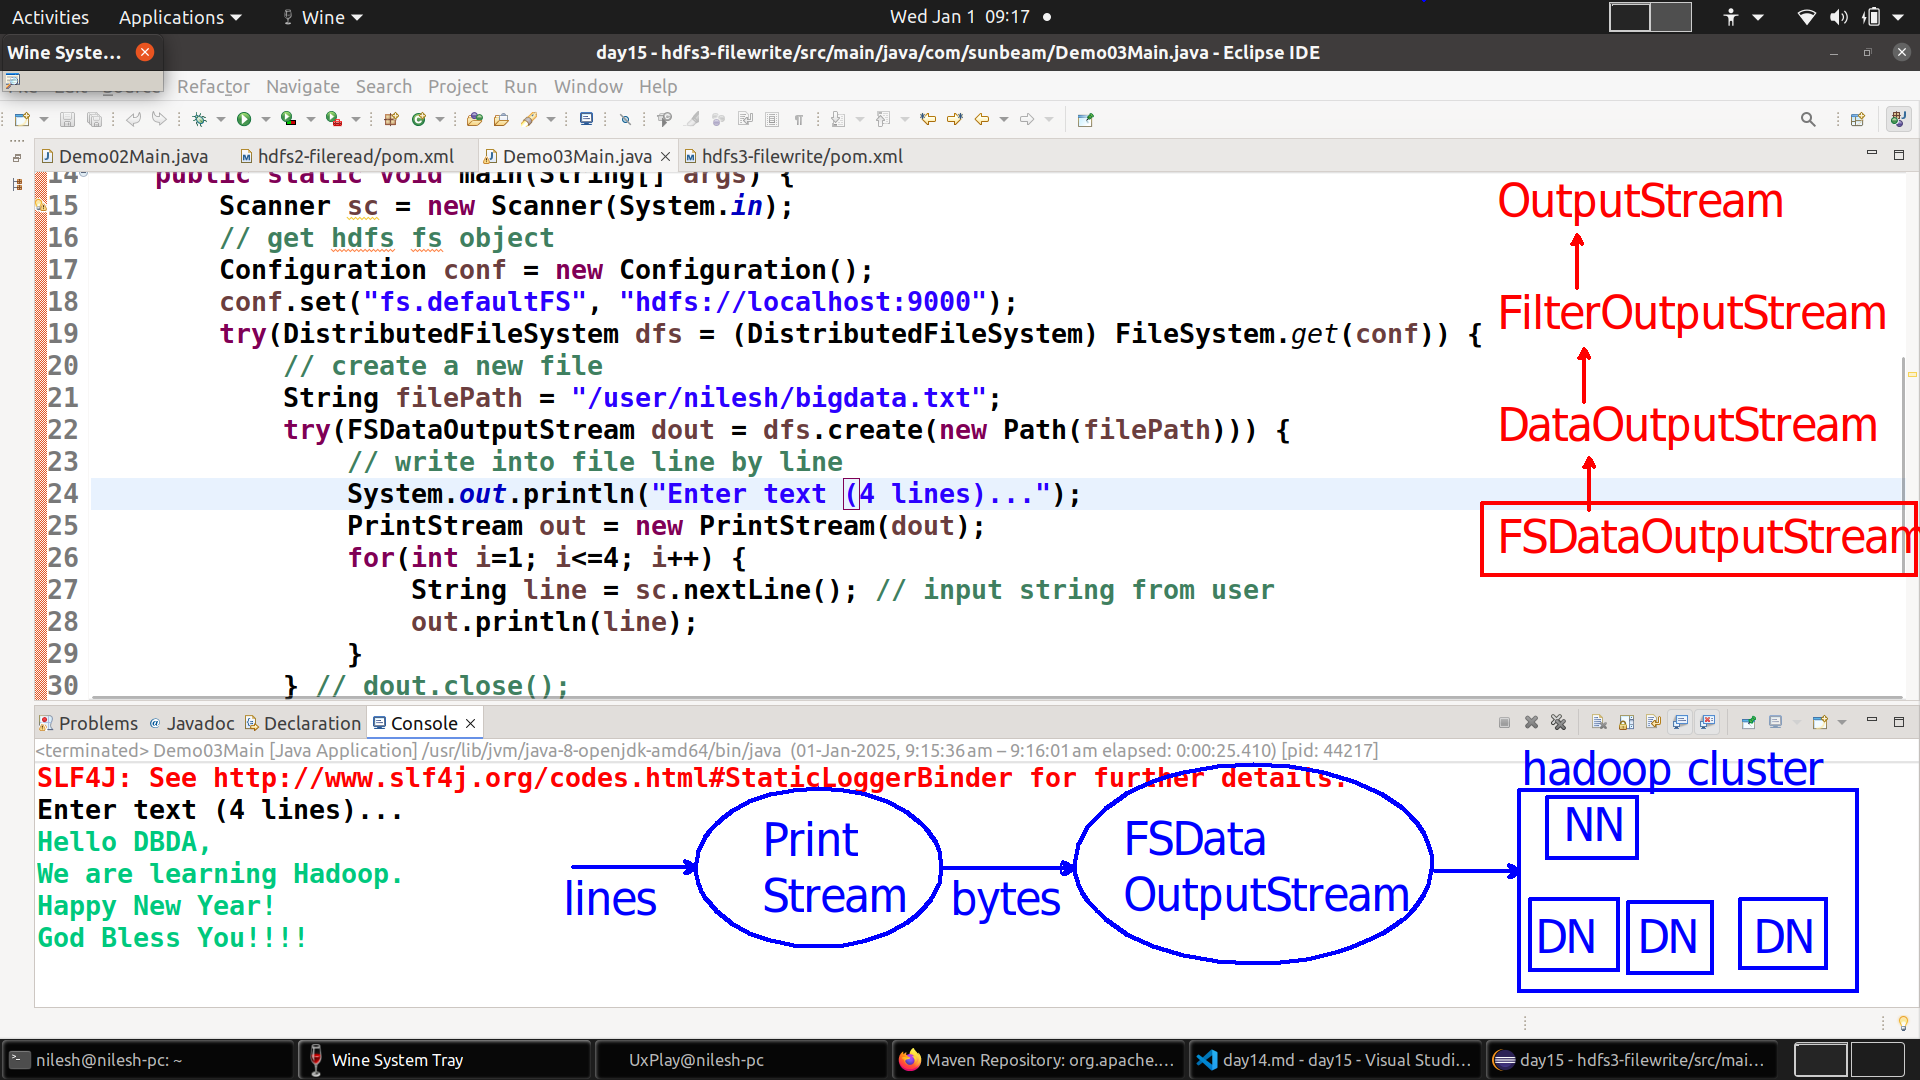 Activities Applications Wine Wed Jan 1 09:17
Wine Syste... day15 - hdfs3-filewrite/src/main/java/com/sunbeam/Demo03Main.java - Eclipse IDE
Refactor Navigate Search Project Run Window Help
Demo02Main.java hdfs2-fileread/pom.xml Demo03Main.java hdfs3-filewrite/pom.xml
14 public static void main(String[] args) {
15 Scanner sc = new Scanner(System.in);
16 // get hdfs fs object
17 Configuration conf = new Configuration();
18 conf.set("fs.defaultFS", "hdfs://localhost:9000");
19 try(DistributedFileSystem dfs = (DistributedFileSystem) FileSystem.get(conf)) {
20 // create a new file
21 String filePath = "/user/nilesh/bigdata.txt";
22 try(FSDataOutputStream dout = dfs.create(new Path(filePath))) {
23 // write into file line by line
24 System.out.println("Enter text (4 lines)...");
25 PrintStream out = new PrintStream(dout);
26 for(int i=1; i<=4; i++) {
27 String line = sc.nextLine(); // input string from user
28 out.println(line);
29 }
30 } // dout.close();
OutputStream
FilterOutputStream
DataOutputStream
FSDataOutputStream
Problems Javadoc Declaration Console
<terminated> Demo03Main [Java Application] /usr/lib/jvm/java-8-openjdk-amd64/bin/java (01-Jan-2025, 9:15:36 am – 9:16:01 am elapsed: 0:00:25.410) [pid: 44217]
SLF4J: See http://www.slf4j.org/codes.html#StaticLoggerBinder for further details.
Enter text (4 lines)...
Hello DBDA,
We are learning Hadoop.
Happy New Year!
God Bless You!!!!
lines
Print
Stream
bytes
FSData
OutputStream
hadoop cluster
NN
DN DN DN
nilesh@nilesh-pc: ~ Wine System Tray UxPlay@nilesh-pc Maven Repository: org.apache.... day14.md - day15 - Visual Studi... day15 - hdfs3-filewrite/src/mai...